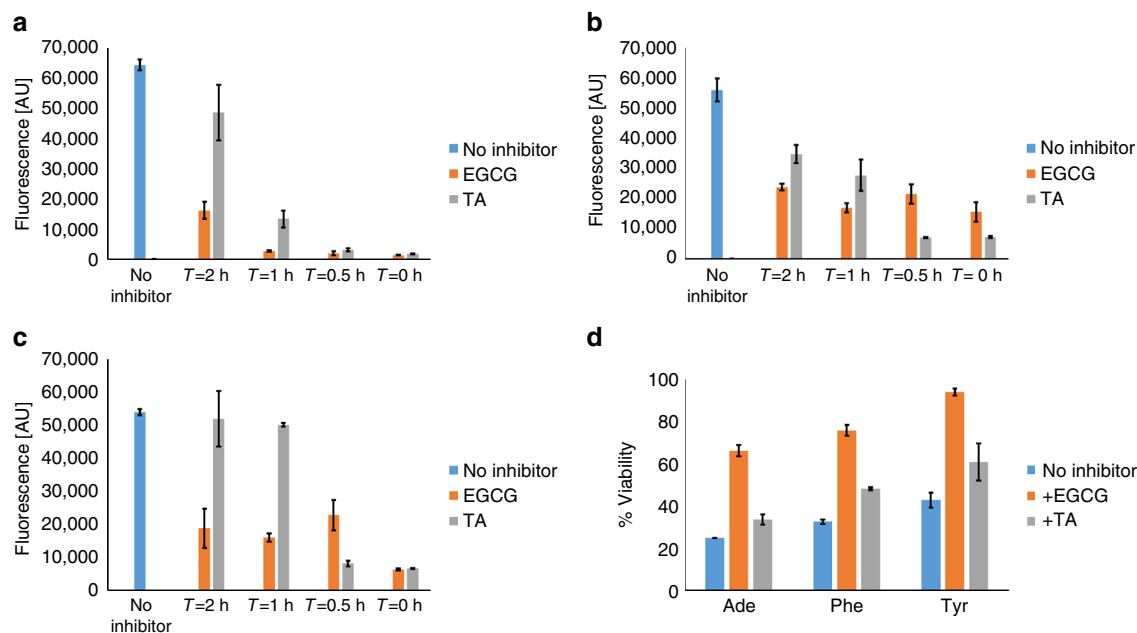 a
70,000
60,000
50,000
40,000
30,000
20,000
10,000
0
Fluorescence [AU]
No inhibitor
T=2 h
T=1 h
T=0.5 h
T=0 h
No inhibitor
EGCG
TA
b
70,000
60,000
50,000
40,000
30,000
20,000
10,000
0
Fluorescence [AU]
No
inhibitor
T=2 h
T=1 h
T=0.5 h
T= 0 h
No inhibitor
EGCG
TA
c
70,000
60,000
50,000
40,000
30,000
20,000
10,000
0
Fluorescence [AU]
No
inhibitor
T=2 h
T=1 h
T=0.5 h
T=0 h
No inhibitor
EGCG
TA
d
100
80
60
40
20
0
% Viability
Ade
Phe
Tyr
No inhibitor
+EGCG
+TA